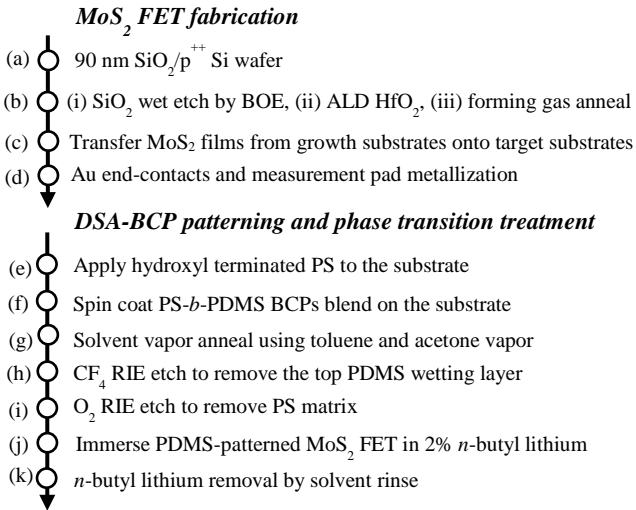 MoS₂ FET fabrication
(a) 90 nm SiO₂/p⁺⁺ Si wafer
(b) (i) SiO₂ wet etch by BOE, (ii) ALD HfO₂, (iii) forming gas anneal
(c) Transfer MoS₂ films from growth substrates onto target substrates
(d) Au end-contacts and measurement pad metallization
DSA-BCP patterning and phase transition treatment
(e) Apply hydroxyl terminated PS to the substrate
(f) Spin coat PS-b-PDMS BCPs blend on the substrate
(g) Solvent vapor anneal using toluene and acetone vapor
(h) CF₄ RIE etch to remove the top PDMS wetting layer
(i) O₂ RIE etch to remove PS matrix
(j) Immerse PDMS-patterned MoS₂ FET in 2% n-butyl lithium
(k) n-butyl lithium removal by solvent rinse